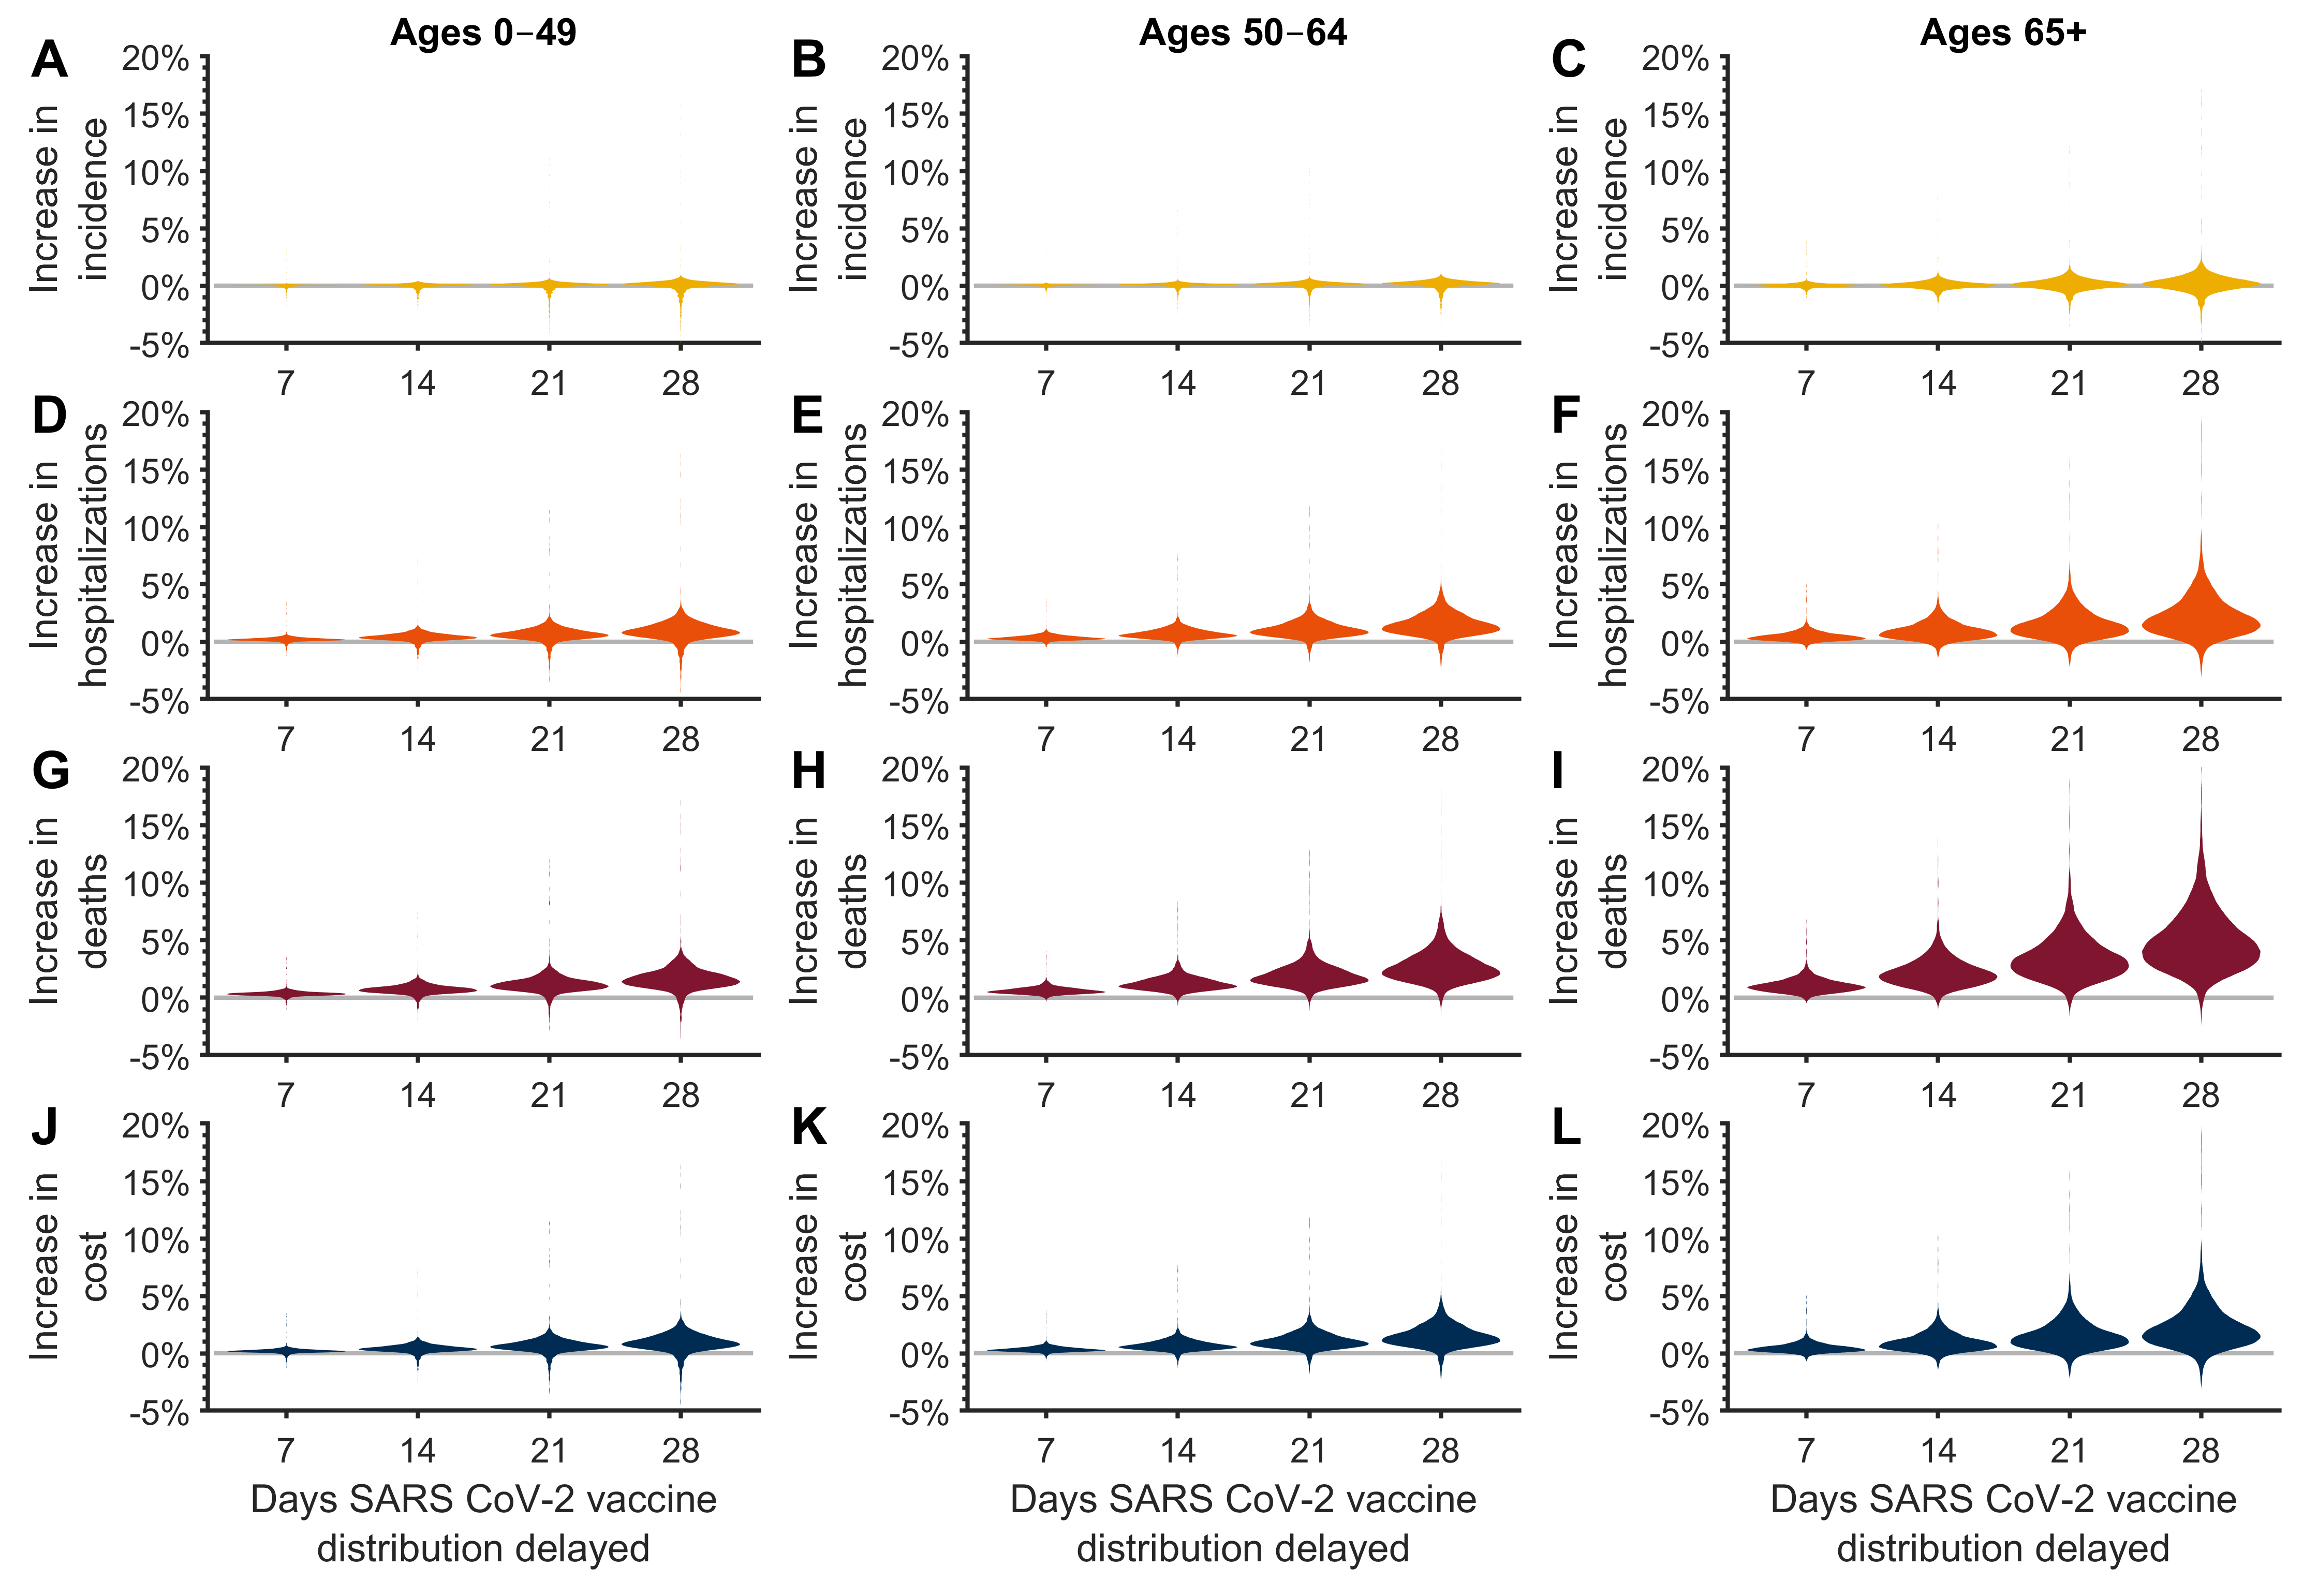 Ages 0–49
Ages 50–64
Ages 65+
A
Increase in
incidence
20%
15%
10%
5%
0%
-5%
7 14 21 28
B
Increase in
incidence
20%
15%
10%
5%
0%
-5%
7 14 21 28
C
Increase in
incidence
20%
15%
10%
5%
0%
-5%
7 14 21 28
D
Increase in
hospitalizations
20%
15%
10%
5%
0%
-5%
7 14 21 28
E
Increase in
hospitalizations
20%
15%
10%
5%
0%
-5%
7 14 21 28
F
Increase in
hospitalizations
20%
15%
10%
5%
0%
-5%
7 14 21 28
G
Increase in
deaths
20%
15%
10%
5%
0%
-5%
7 14 21 28
H
Increase in
deaths
20%
15%
10%
5%
0%
-5%
7 14 21 28
I
Increase in
deaths
20%
15%
10%
5%
0%
-5%
7 14 21 28
J
Increase in
cost
20%
15%
10%
5%
0%
-5%
7 14 21 28
Days SARS CoV-2 vaccine
distribution delayed
K
Increase in
cost
20%
15%
10%
5%
0%
-5%
7 14 21 28
Days SARS CoV-2 vaccine
distribution delayed
L
Increase in
cost
20%
15%
10%
5%
0%
-5%
7 14 21 28
Days SARS CoV-2 vaccine
distribution delayed